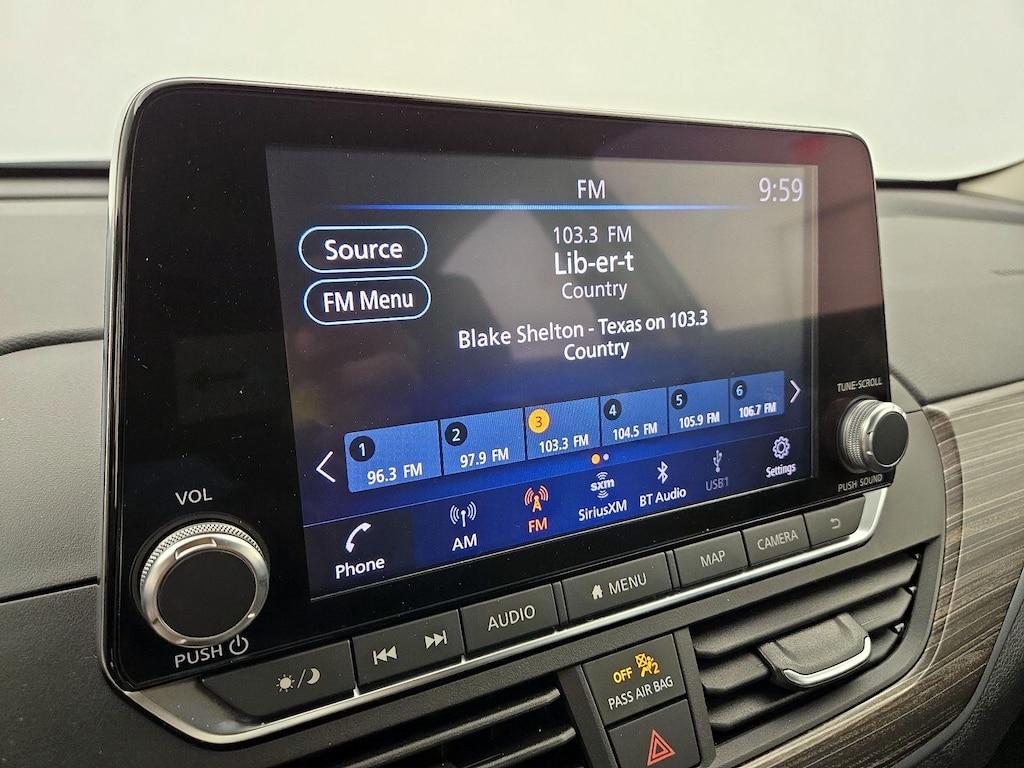 FM
9:59
Source
103.3 FM
Lib-er-t
FM Menu
Country
Blake Shelton - Texas on 103.3
Country
1
96.3 FM
2
97.9 FM
3
103.3 FM
4
104.5 FM
5
105.9 FM
6
106.7 FM
Phone
AM
FM
sxm
SiriusXM
BT Audio
USB1
Settings
TUNE·SCROLL
PUSH SOUND
VOL
PUSH
AUDIO
MENU
MAP
CAMERA
OFF
2
PASS AIR BAG